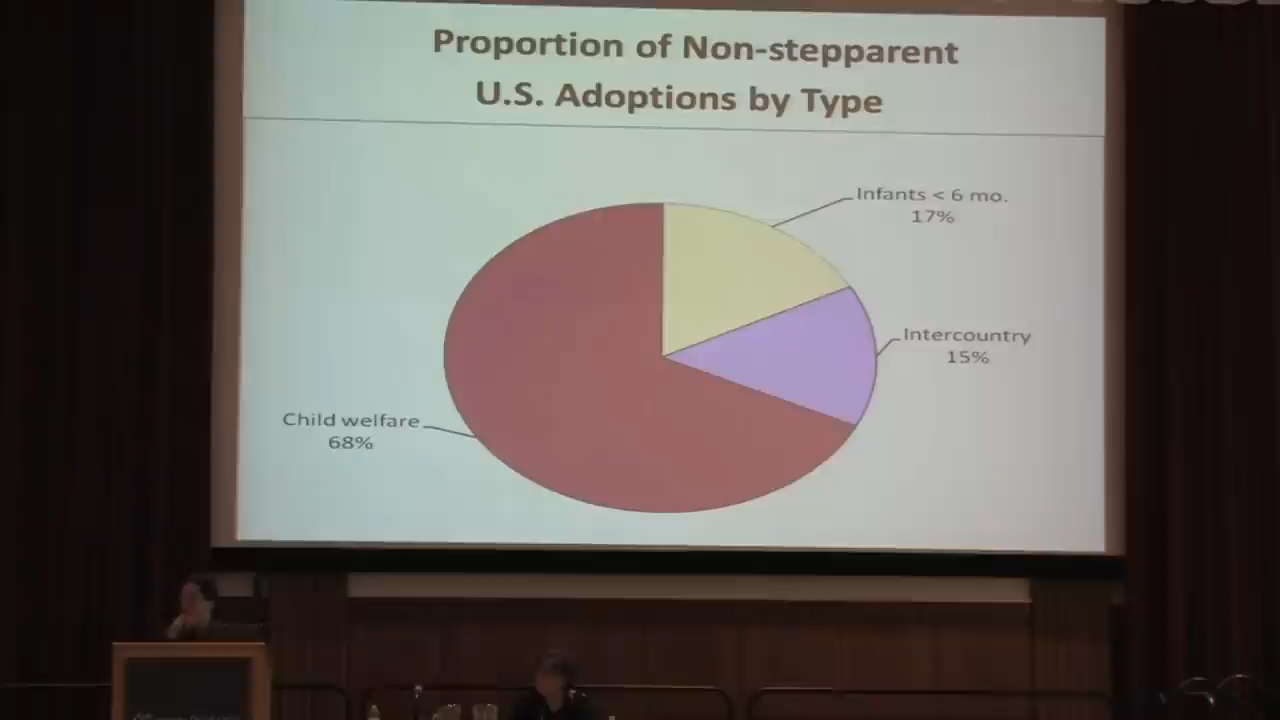 Proportion of Non-stepparent
U.S. Adoptions by Type
Infants < 6 mo.
17%
Intercountry
15%
Child welfare
68%